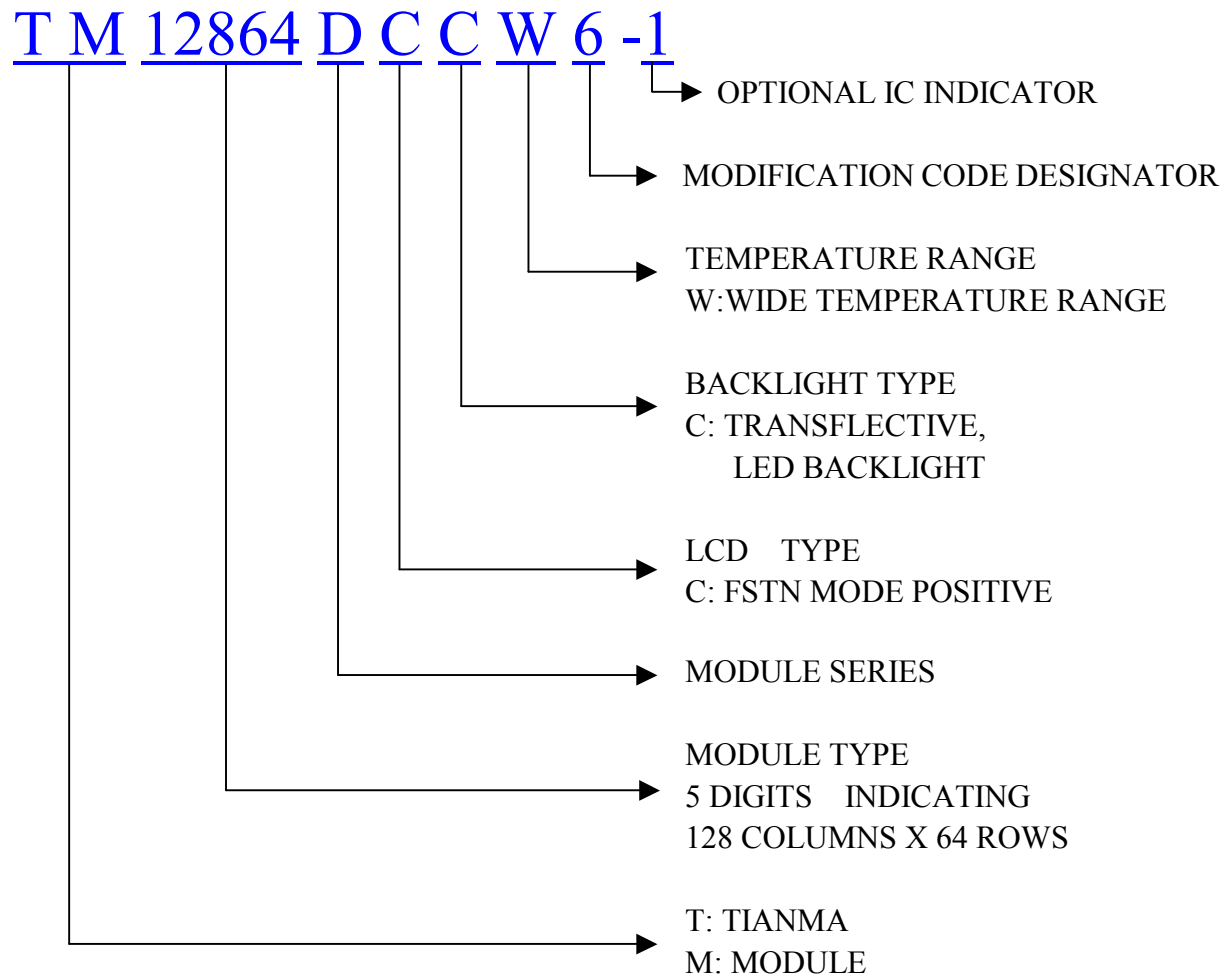 T M 12864 D C C W 6 -1
OPTIONAL IC INDICATOR
MODIFICATION CODE DESIGNATOR
TEMPERATURE RANGE
W:WIDE TEMPERATURE RANGE
BACKLIGHT TYPE
C: TRANSFLECTIVE,
LED BACKLIGHT
LCD TYPE
C: FSTN MODE POSITIVE
MODULE SERIES
MODULE TYPE
5 DIGITS INDICATING
128 COLUMNS X 64 ROWS
T: TIANMA
M: MODULE